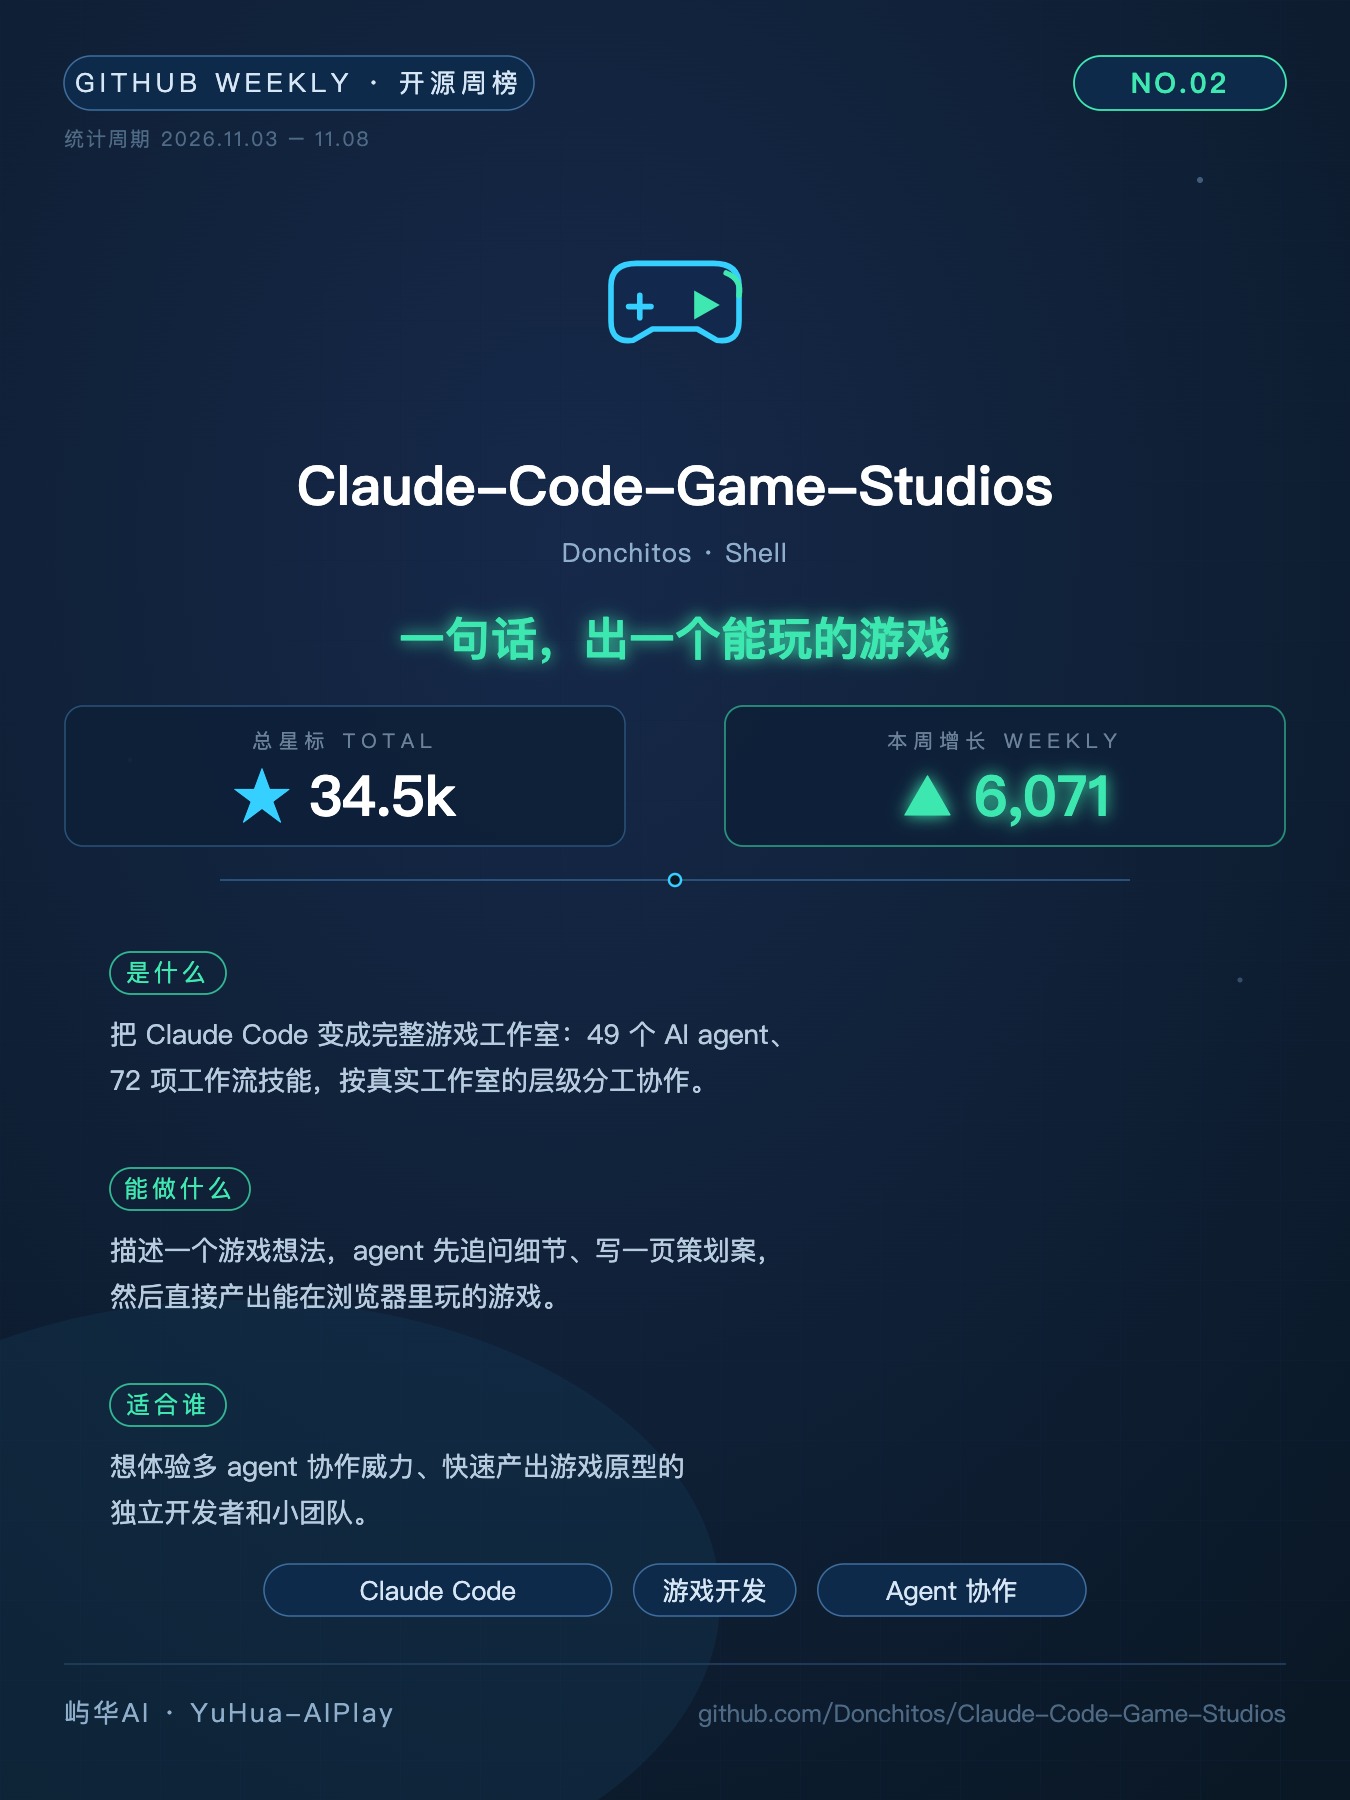 GITHUB WEEKLY · 开源周榜
NO.02
统计周期 2026.11.03 — 11.08
Claude-Code-Game-Studios
Donchitos · Shell
一句话，出一个能玩的游戏
总星标 TOTAL
★ 34.5k
本周增长 WEEKLY
▲ 6,071
是什么
把 Claude Code 变成完整游戏工作室：49 个 AI agent、
72 项工作流技能，按真实工作室的层级分工协作。
能做什么
描述一个游戏想法，agent 先追问细节、写一页策划案，
然后直接产出能在浏览器里玩的游戏。
适合谁
想体验多 agent 协作威力、快速产出游戏原型的
独立开发者和小团队。
Claude Code
游戏开发
Agent 协作
屿华AI · YuHua-AIPlay
github.com/Donchitos/Claude-Code-Game-Studios